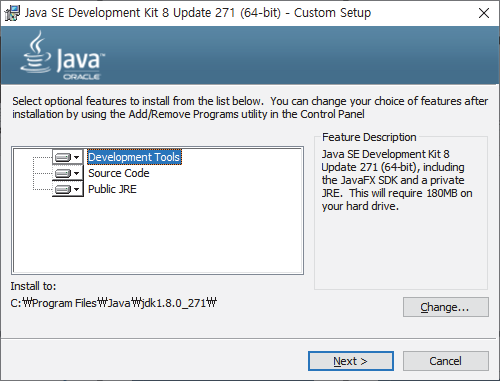 Java SE Development Kit 8 Update 271 (64-bit) - Custom Setup
Java
ORACLE
Select optional features to install from the list below. You can change your choice of features after
installation by using the Add/Remove Programs utility in the Control Panel
Development Tools
Source Code
Public JRE
Feature Description
Java SE Development Kit 8
Update 271 (64-bit), including
the JavaFX SDK and a private
JRE. This will require 180MB on
your hard drive.
Install to:
C:₩Program Files₩Java₩jdk1.8.0_271₩
Change...
Next >
Cancel